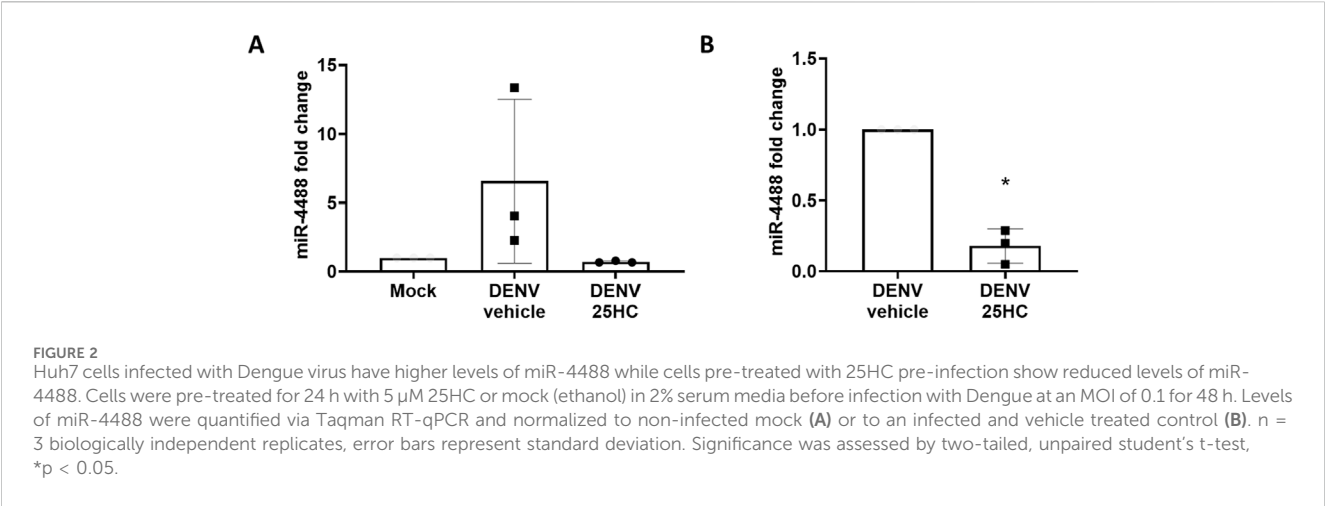 A
miR-4488 fold change
15
10
5
0
Mock
DENV
vehicle
DENV
25HC
B
miR-4488 fold change
1.5
1.0
0.5
0.0
*
DENV
vehicle
DENV
25HC
FIGURE 2
Huh7 cells infected with Dengue virus have higher levels of miR-4488 while cells pre-treated with 25HC pre-infection show reduced levels of miR-
4488. Cells were pre-treated for 24 h with 5 µM 25HC or mock (ethanol) in 2% serum media before infection with Dengue at an MOI of 0.1 for 48 h. Levels
of miR-4488 were quantified via Taqman RT-qPCR and normalized to non-infected mock (A) or to an infected and vehicle treated control (B). n =
3 biologically independent replicates, error bars represent standard deviation. Significance was assessed by two-tailed, unpaired student’s t-test,
*p < 0.05.